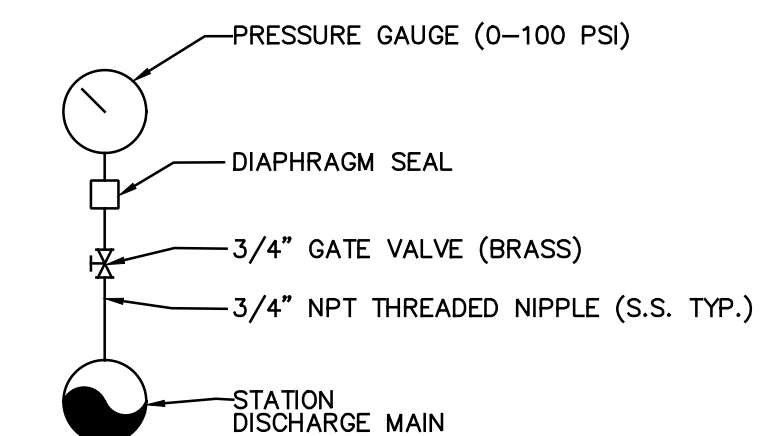 PRESSURE GAUGE (0–100 PSI)
DIAPHRAGM SEAL
3/4" GATE VALVE (BRASS)
3/4" NPT THREADED NIPPLE (S.S. TYP.)
STATION
DISCHARGE MAIN